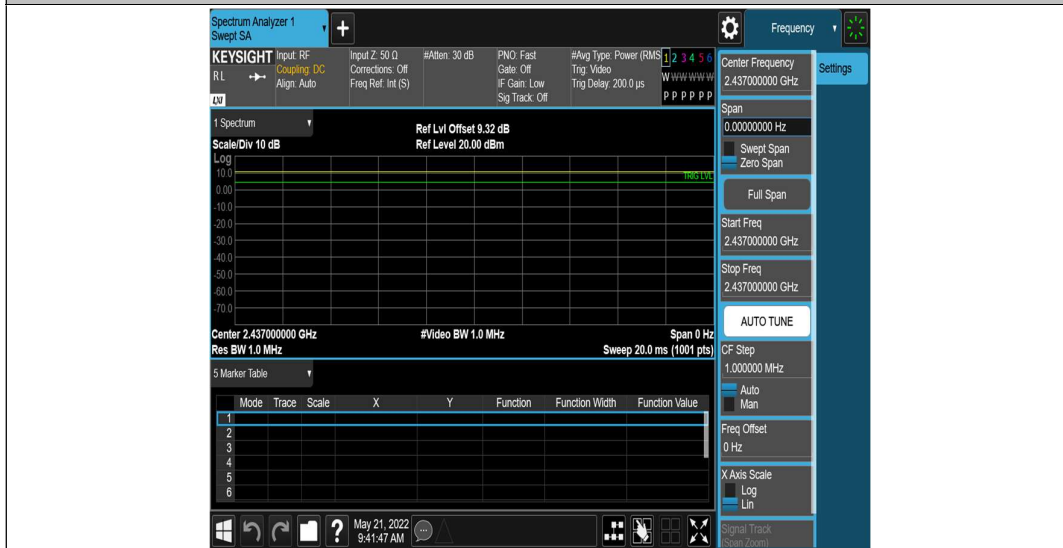 Spectrum Analyzer 1
Swept SA
Frequency
KEYSIGHT
RL
LXI
Input: RF
Coupling: DC
Align: Auto
Input Z: 50 Ω
Corrections: Off
Freq Ref: Int (S)
#Atten: 30 dB
PNO: Fast
Gate: Off
IF Gain: Low
Sig Track: Off
#Avg Type: Power (RMS
Trig: Video
Trig Delay: 200.0 µs
1 2 3 4 5 6
W W W W W W
P P P P P P
Center Frequency
2.437000000 GHz
Settings
Span
0.00000000 Hz
Swept Span
Zero Span
Full Span
Start Freq
2.437000000 GHz
Stop Freq
2.437000000 GHz
AUTO TUNE
CF Step
1.000000 MHz
Auto
Man
Freq Offset
0 Hz
X Axis Scale
Log
Lin
Signal Track
(Span Zoom)
1 Spectrum
Scale/Div 10 dB
Ref Lvl Offset 9.32 dB
Ref Level 20.00 dBm
Log
10.0
0.00
-10.0
-20.0
-30.0
-40.0
-50.0
-60.0
-70.0
TRIG LVL
Center 2.437000000 GHz
#Video BW 1.0 MHz
Span 0 Hz
Res BW 1.0 MHz
Sweep 20.0 ms (1001 pts)
5 Marker Table
Mode Trace Scale X Y Function Function Width Function Value
1
2
3
4
5
6
?
May 21, 2022
9:41:47 AM